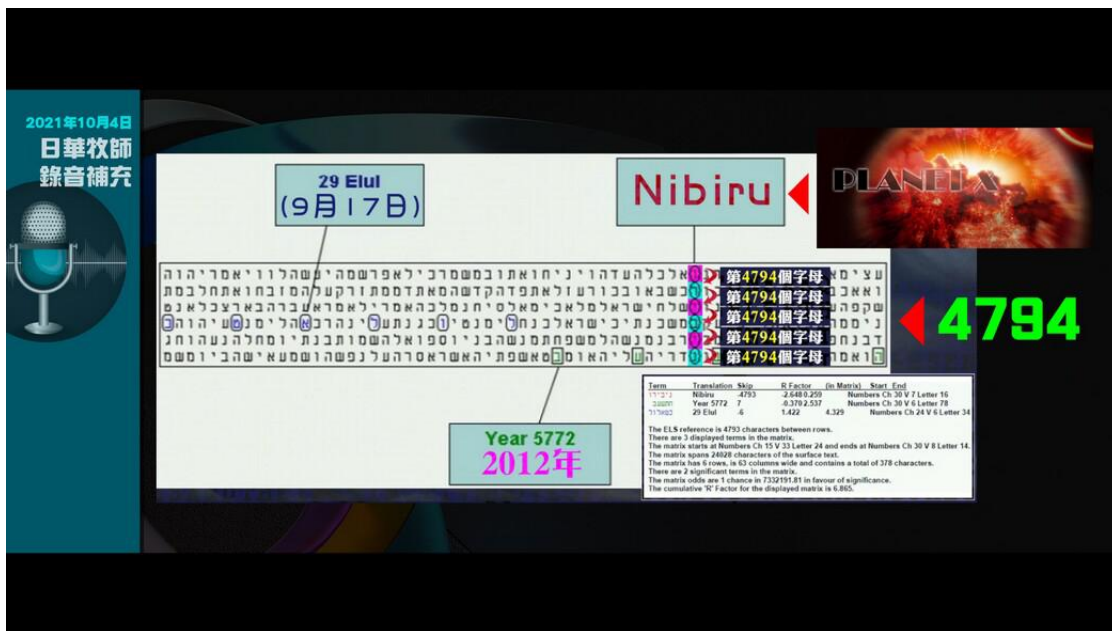 2021年10月4日
日華牧師
錄音補充
29 Elul
(9月17日)
Nibiru
PLANET X
אלכלהעדהויניחואתובמשמרכילאפרשמהיעשהלוויאמריהוה
כשבאובכורעזלאתפדהקדשהמאתדממתזרקעלהמזבחואתחלבמת
שלחישראלמלאכימאלסיחנמלכהאמרילאמראעברהבארצכלאנט
משכנתיכישראלכנחלימנטיוכגנתעלינהרכאהלימנטעיהוהכ
בנמנשהלמשפחתמנשהבניוספואלהשמותבנתיומחלהנעהוחג
דריהעליהאומבטאשפתיהאשראסרהעלנפשהושמעאישהביומשמ
第4794個字母
第4794個字母
第4794個字母
第4794個字母
第4794個字母
4794
Year 5772
2012年
Term Translation Skip R Factor (in Matrix) Start End
ניבירו Nibiru -4793 -2.648 0.259 Numbers Ch 30 V 7 Letter 16
Year 5772 7 -0.370 2.537 Numbers Ch 30 V 6 Letter 78
29 Elul -6 1.422 4.329 Numbers Ch 24 V 6 Letter 34
The ELS reference is 4793 characters between rows.
There are 3 displayed terms in the matrix.
The matrix starts at Numbers Ch 15 V 33 Letter 24 and ends at Numbers Ch 30 V 8 Letter 14.
The matrix spans 24028 characters of the surface text.
The matrix has 6 rows, is 63 columns wide and contains a total of 378 characters.
There are 2 significant terms in the matrix.
The matrix odds are 1 chance in 7332191.81 in favour of significance.
The cumulative 'R' Factor for the displayed matrix is 6.865.